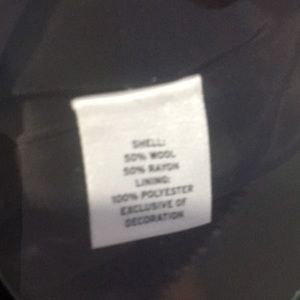 SHELL:
50% WOOL
50% RAYON
LINING:
100% POLYESTER
EXCLUSIVE OF
DECORATION